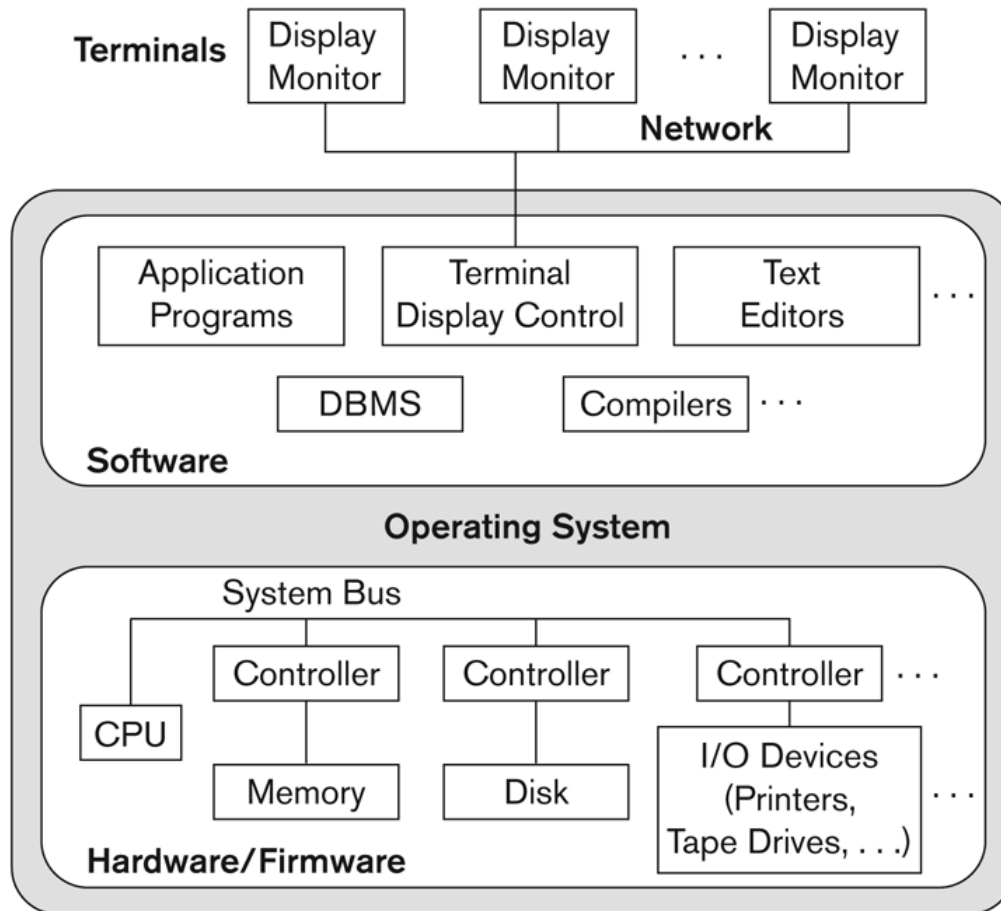 Terminals
Display
Monitor
Display
Monitor
. . .
Display
Monitor
Network
Application
Programs
Terminal
Display Control
Text
Editors
. . .
DBMS
Compilers
. . .
Software
Operating System
System Bus
Controller
Controller
Controller
. . .
CPU
Memory
Disk
I/O Devices
(Printers,
Tape Drives, . . .)
. . .
Hardware/Firmware